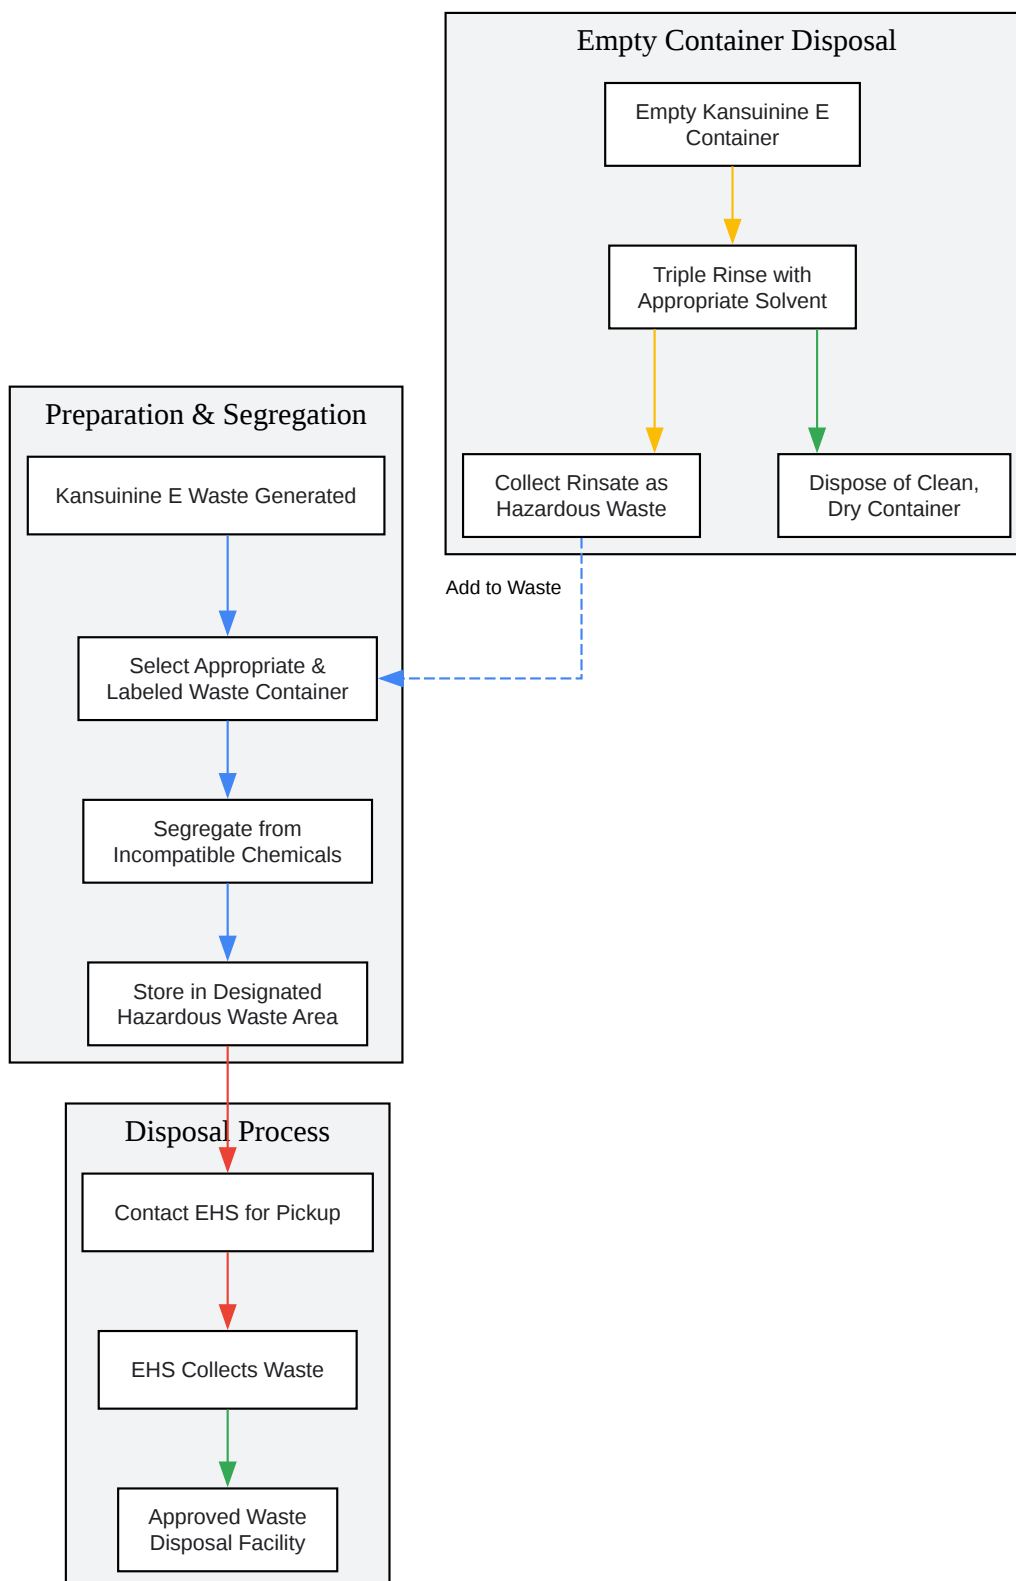 Empty Container Disposal
Empty Kansuinine E
Container
Triple Rinse with
Appropriate Solvent
Collect Rinsate as
Hazardous Waste
Dispose of Clean,
Dry Container
Add to Waste
Preparation & Segregation
Kansuinine E Waste Generated
Select Appropriate &
Labeled Waste Container
Segregate from
Incompatible Chemicals
Store in Designated
Hazardous Waste Area
Disposal Process
Contact EHS for Pickup
EHS Collects Waste
Approved Waste
Disposal Facility